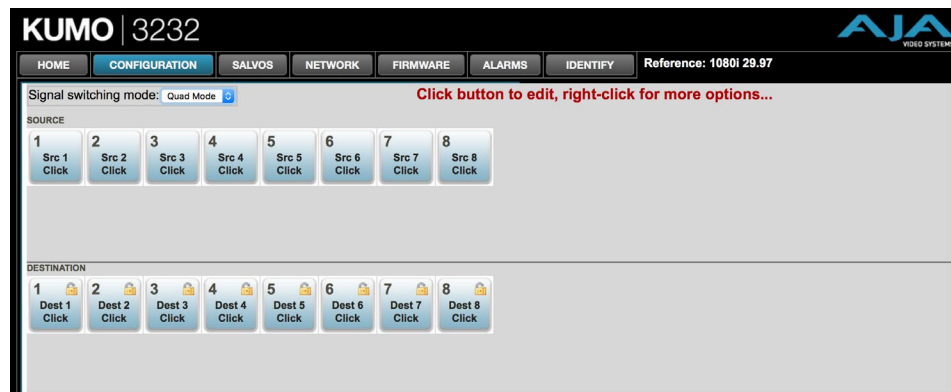 KUMO 3232
AJA
VIDEO SYSTEM
HOME CONFIGURATION SALVOS NETWORK FIRMWARE ALARMS IDENTIFY Reference: 1080i 29.97
Signal switching mode: Quad Mode Click button to edit, right-click for more options...
SOURCE
1 2 3 4 5 6 7 8
Src 1 Src 2 Src 3 Src 4 Src 5 Src 6 Src 7 Src 8
Click Click Click Click Click Click Click Click
DESTINATION
1 2 3 4 5 6 7 8
Dest 1 Dest 2 Dest 3 Dest 4 Dest 5 Dest 6 Dest 7 Dest 8
Click Click Click Click Click Click Click Click